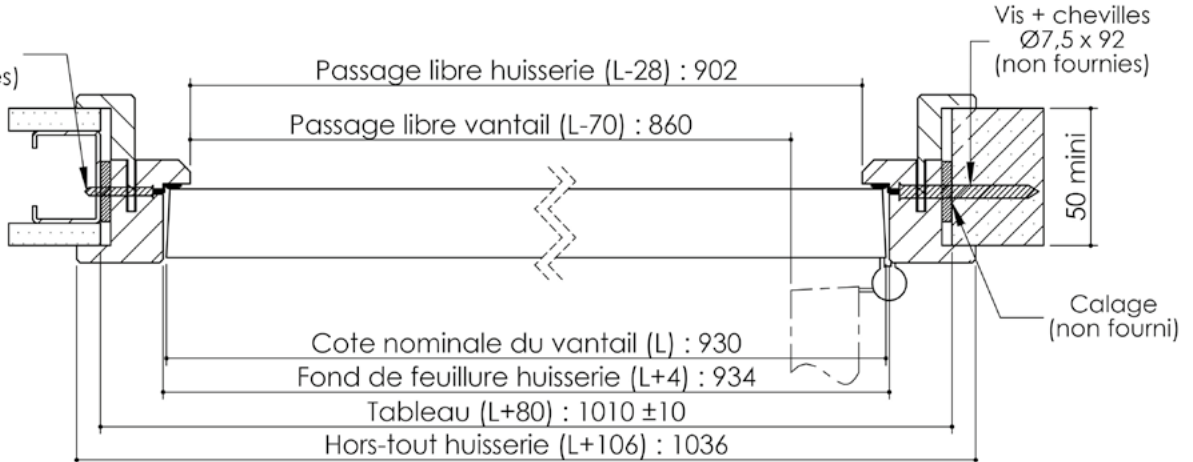 Vis + chevilles
Ø7,5 x 92
(non fournies)
Passage libre huisserie (L-28) : 902
Passage libre vantail (L-70) : 860
50 mini
Calage
(non fourni)
Cote nominale du vantail (L) : 930
Fond de feuillure huisserie (L+4) : 934
Tableau (L+80) : 1010 ±10
Hors-tout huisserie (L+106) : 1036